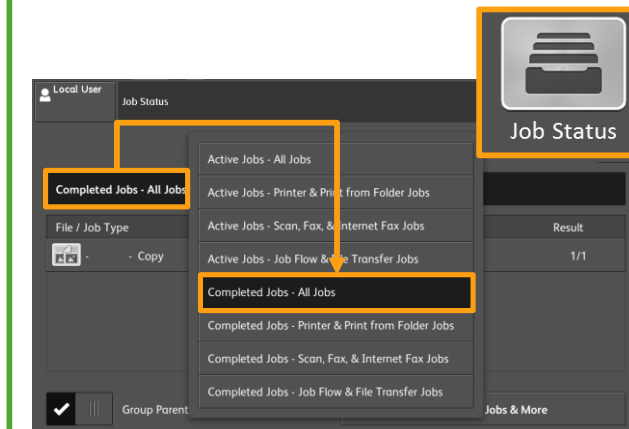 Local User
Job Status
Job Status
Active Jobs - All Jobs
Completed Jobs - All Jobs
Active Jobs - Printer & Print from Folder Jobs
File / Job Type
Active Jobs - Scan, Fax, & Internet Fax Jobs
Result
- - Copy
Active Jobs - Job Flow & File Transfer Jobs
1/1
Completed Jobs - All Jobs
Completed Jobs - Printer & Print from Folder Jobs
Completed Jobs - Scan, Fax, & Internet Fax Jobs
Completed Jobs - Job Flow & File Transfer Jobs
Group Parent
Jobs & More